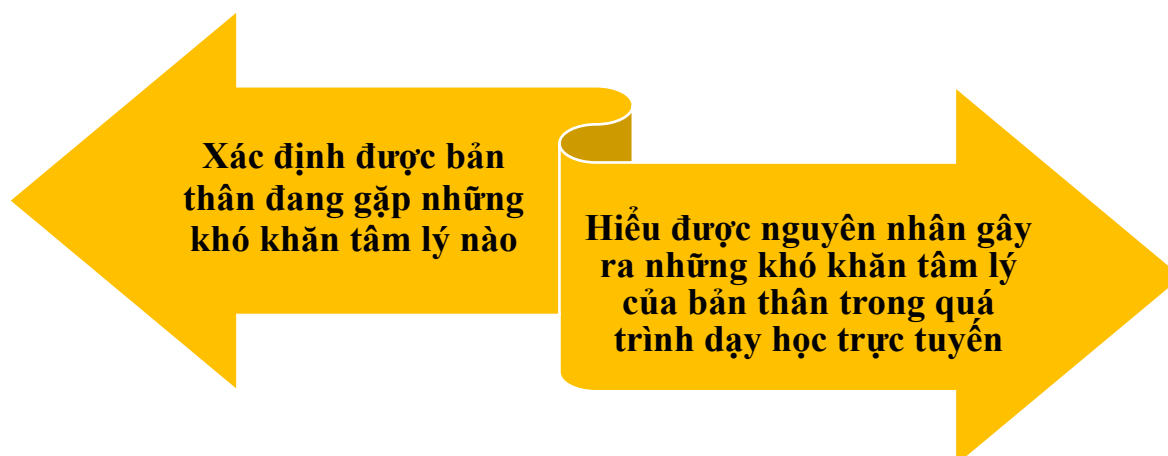 Xác định được bản
thân đang gặp những
khó khăn tâm lý nào
Hiểu được nguyên nhân gây
ra những khó khăn tâm lý
của bản thân trong quá
trình dạy học trực tuyến